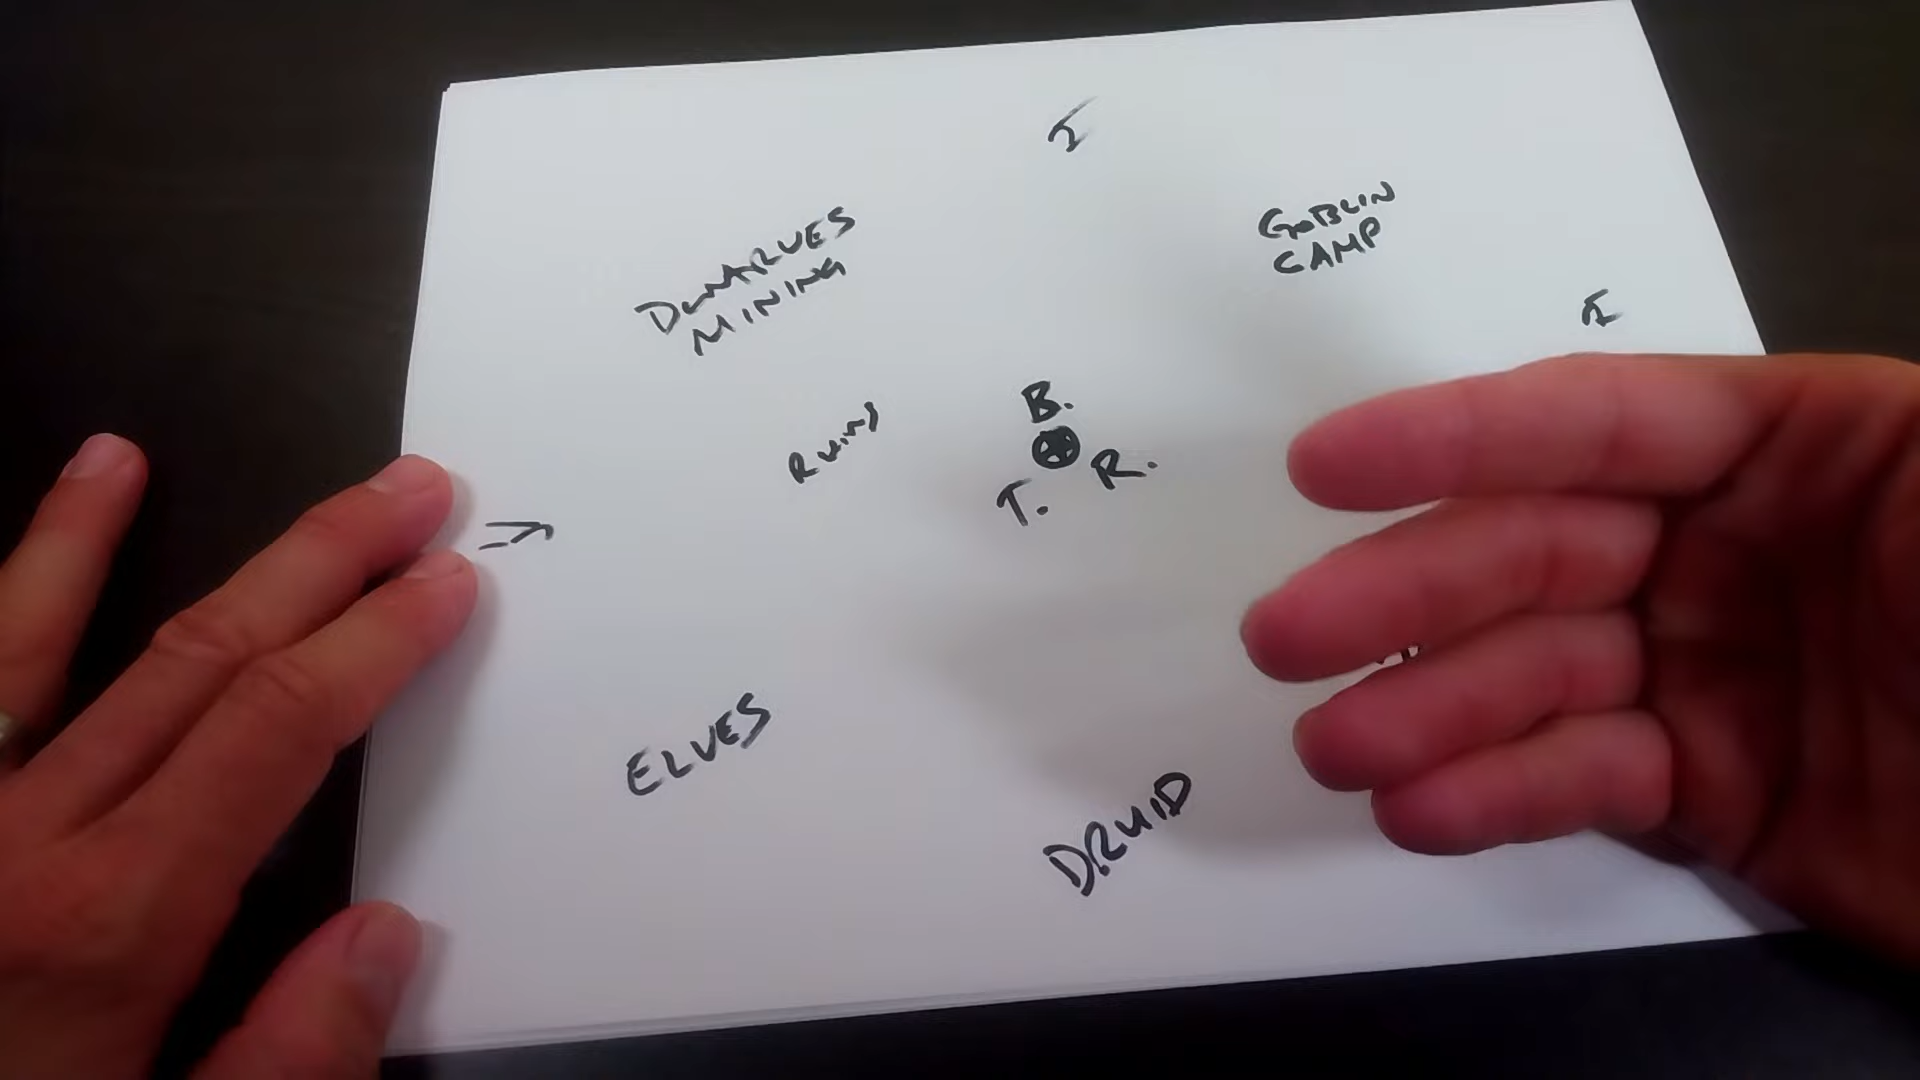 DWARVES
MINING
GOBLIN
CAMP
RUINS
B.
R.
T.
ELVES
DRUID